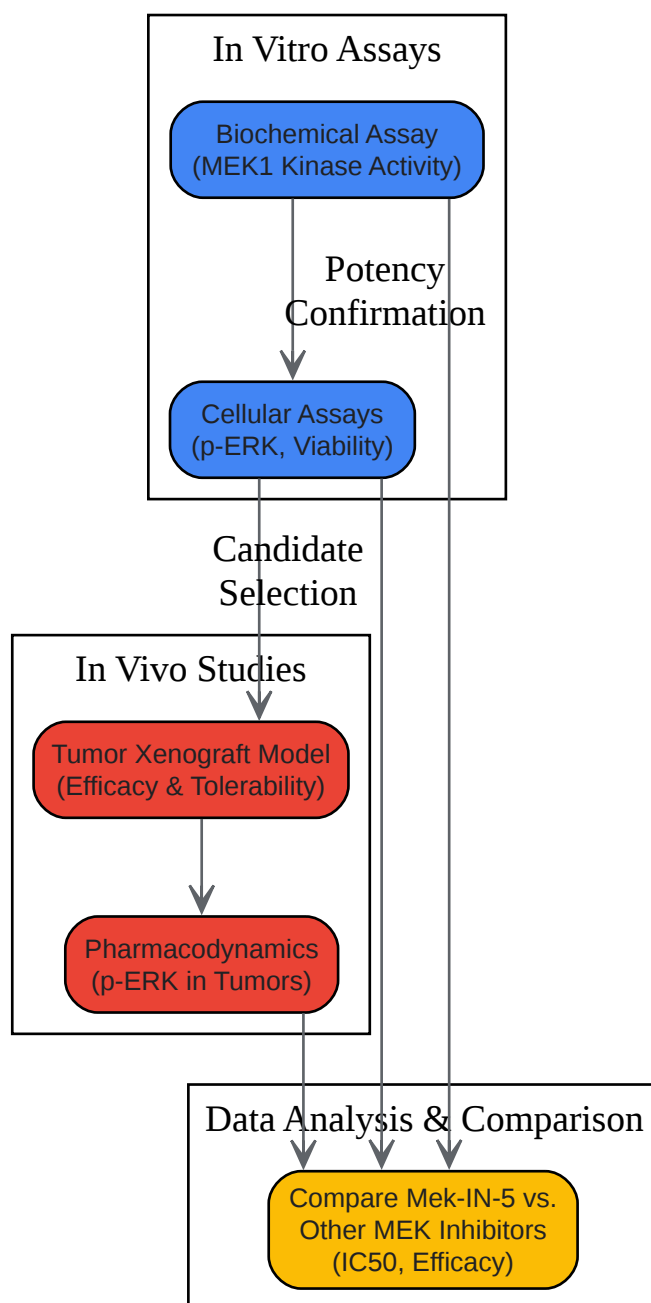 In Vitro Assays
Biochemical Assay
(MEK1 Kinase Activity)
Potency
Confirmation
Cellular Assays
(p-ERK, Viability)
Candidate
Selection
In Vivo Studies
Tumor Xenograft Model
(Efficacy & Tolerability)
Pharmacodynamics
(p-ERK in Tumors)
Data Analysis & Comparison
Compare Mek-IN-5 vs.
Other MEK Inhibitors
(IC50, Efficacy)